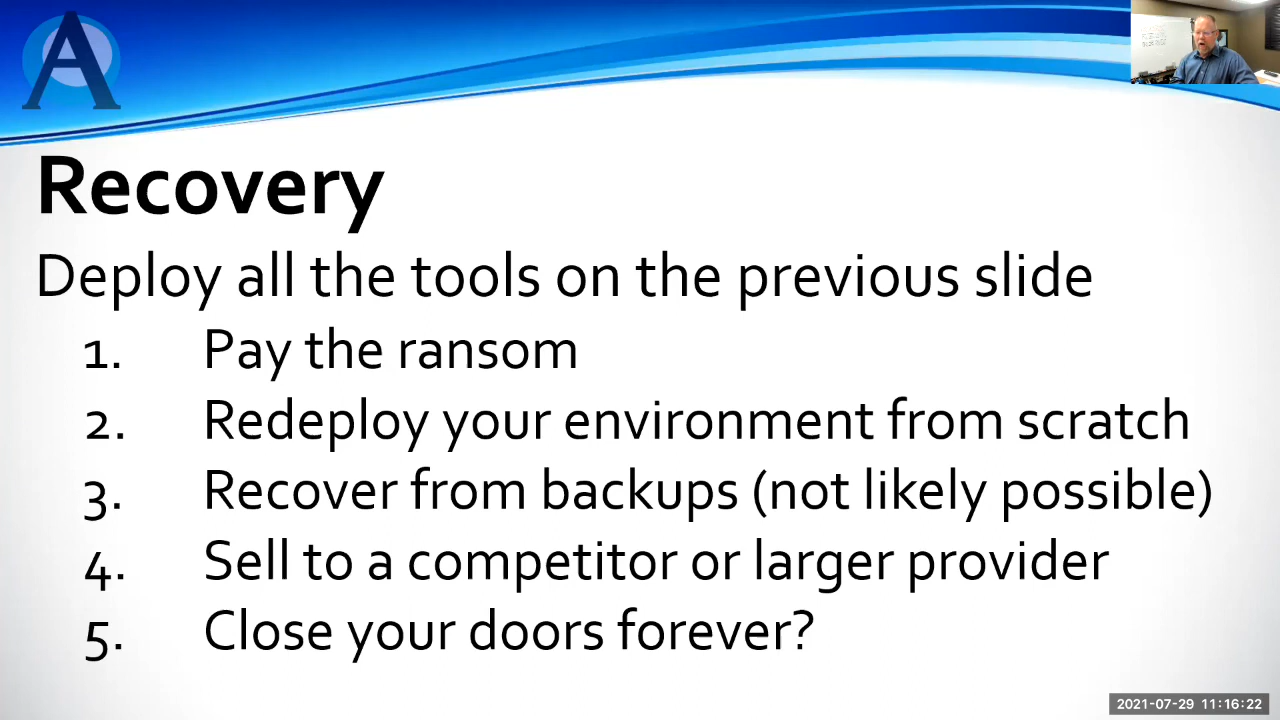 A
Recovery
Deploy all the tools on the previous slide
1. Pay the ransom
2. Redeploy your environment from scratch
3. Recover from backups (not likely possible)
4. Sell to a competitor or larger provider
5. Close your doors forever?
2021-07-29 11:16:22